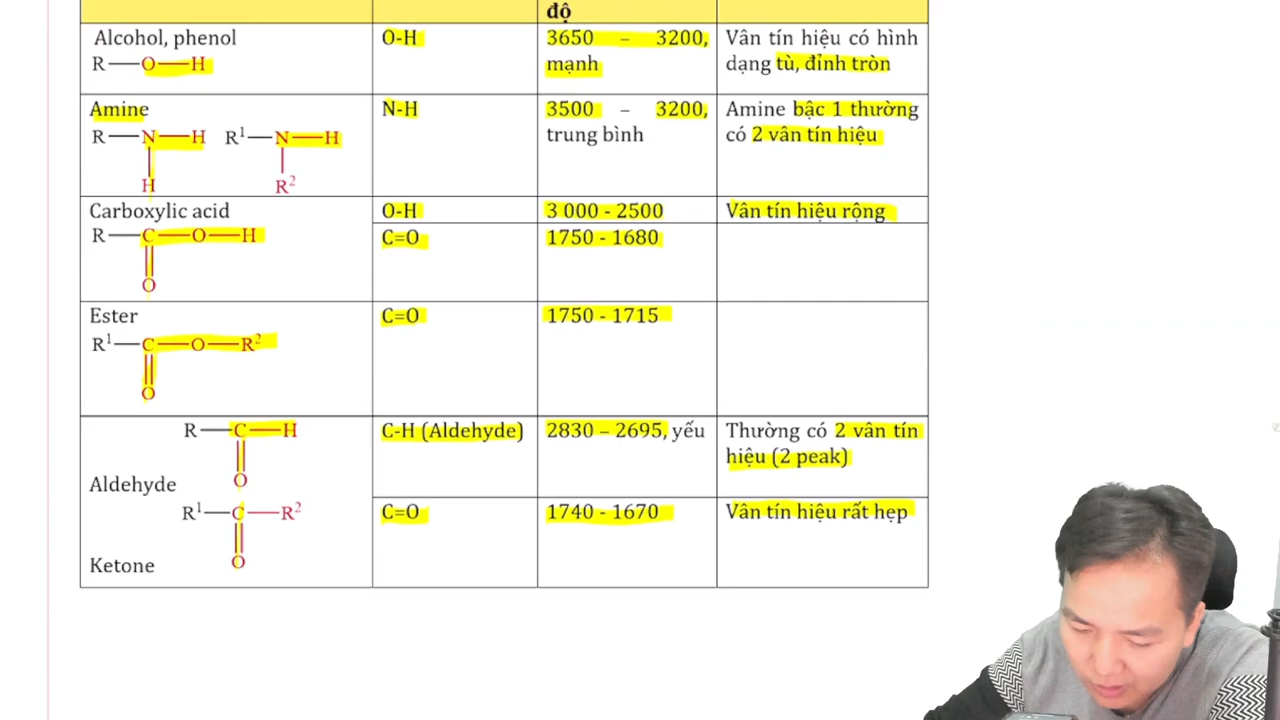 độ
Alcohol, phenol
R—O—H
O-H
3650 – 3200,
mạnh
Vân tín hiệu có hình
dạng tù, đỉnh tròn
Amine
R—N—H R¹—N—H
H R²
N-H
3500 – 3200,
trung bình
Amine bậc 1 thường
có 2 vân tín hiệu
Carboxylic acid
R—C—O—H
O
O-H
3 000 - 2500
Vân tín hiệu rộng
C=O
1750 - 1680
Ester
R¹—C—O—R²
O
C=O
1750 - 1715
R—C—H
O
Aldehyde
C-H (Aldehyde)
2830 – 2695, yếu
Thường có 2 vân tín
hiệu (2 peak)
R¹—C—R²
O
Ketone
C=O
1740 - 1670
Vân tín hiệu rất hẹp